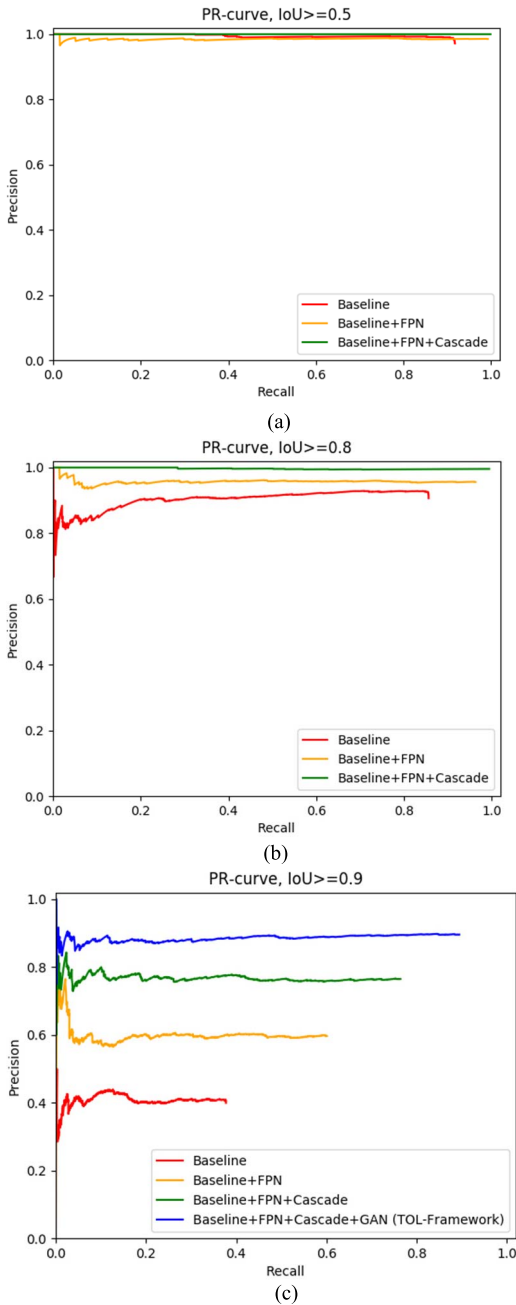 PR-curve, IoU>=0.5
1.0
0.8
0.6
0.4
0.2
0.0
Precision
Baseline
Baseline+FPN
Baseline+FPN+Cascade
0.0 0.2 0.4 0.6 0.8 1.0
Recall
(a)
PR-curve, IoU>=0.8
1.0
0.8
0.6
0.4
0.2
0.0
Precision
Baseline
Baseline+FPN
Baseline+FPN+Cascade
0.0 0.2 0.4 0.6 0.8 1.0
Recall
(b)
PR-curve, IoU>=0.9
1.0
0.8
0.6
0.4
0.2
0.0
Precision
Baseline
Baseline+FPN
Baseline+FPN+Cascade
Baseline+FPN+Cascade+GAN (TOL-Framework)
0.0 0.2 0.4 0.6 0.8 1.0
Recall
(c)